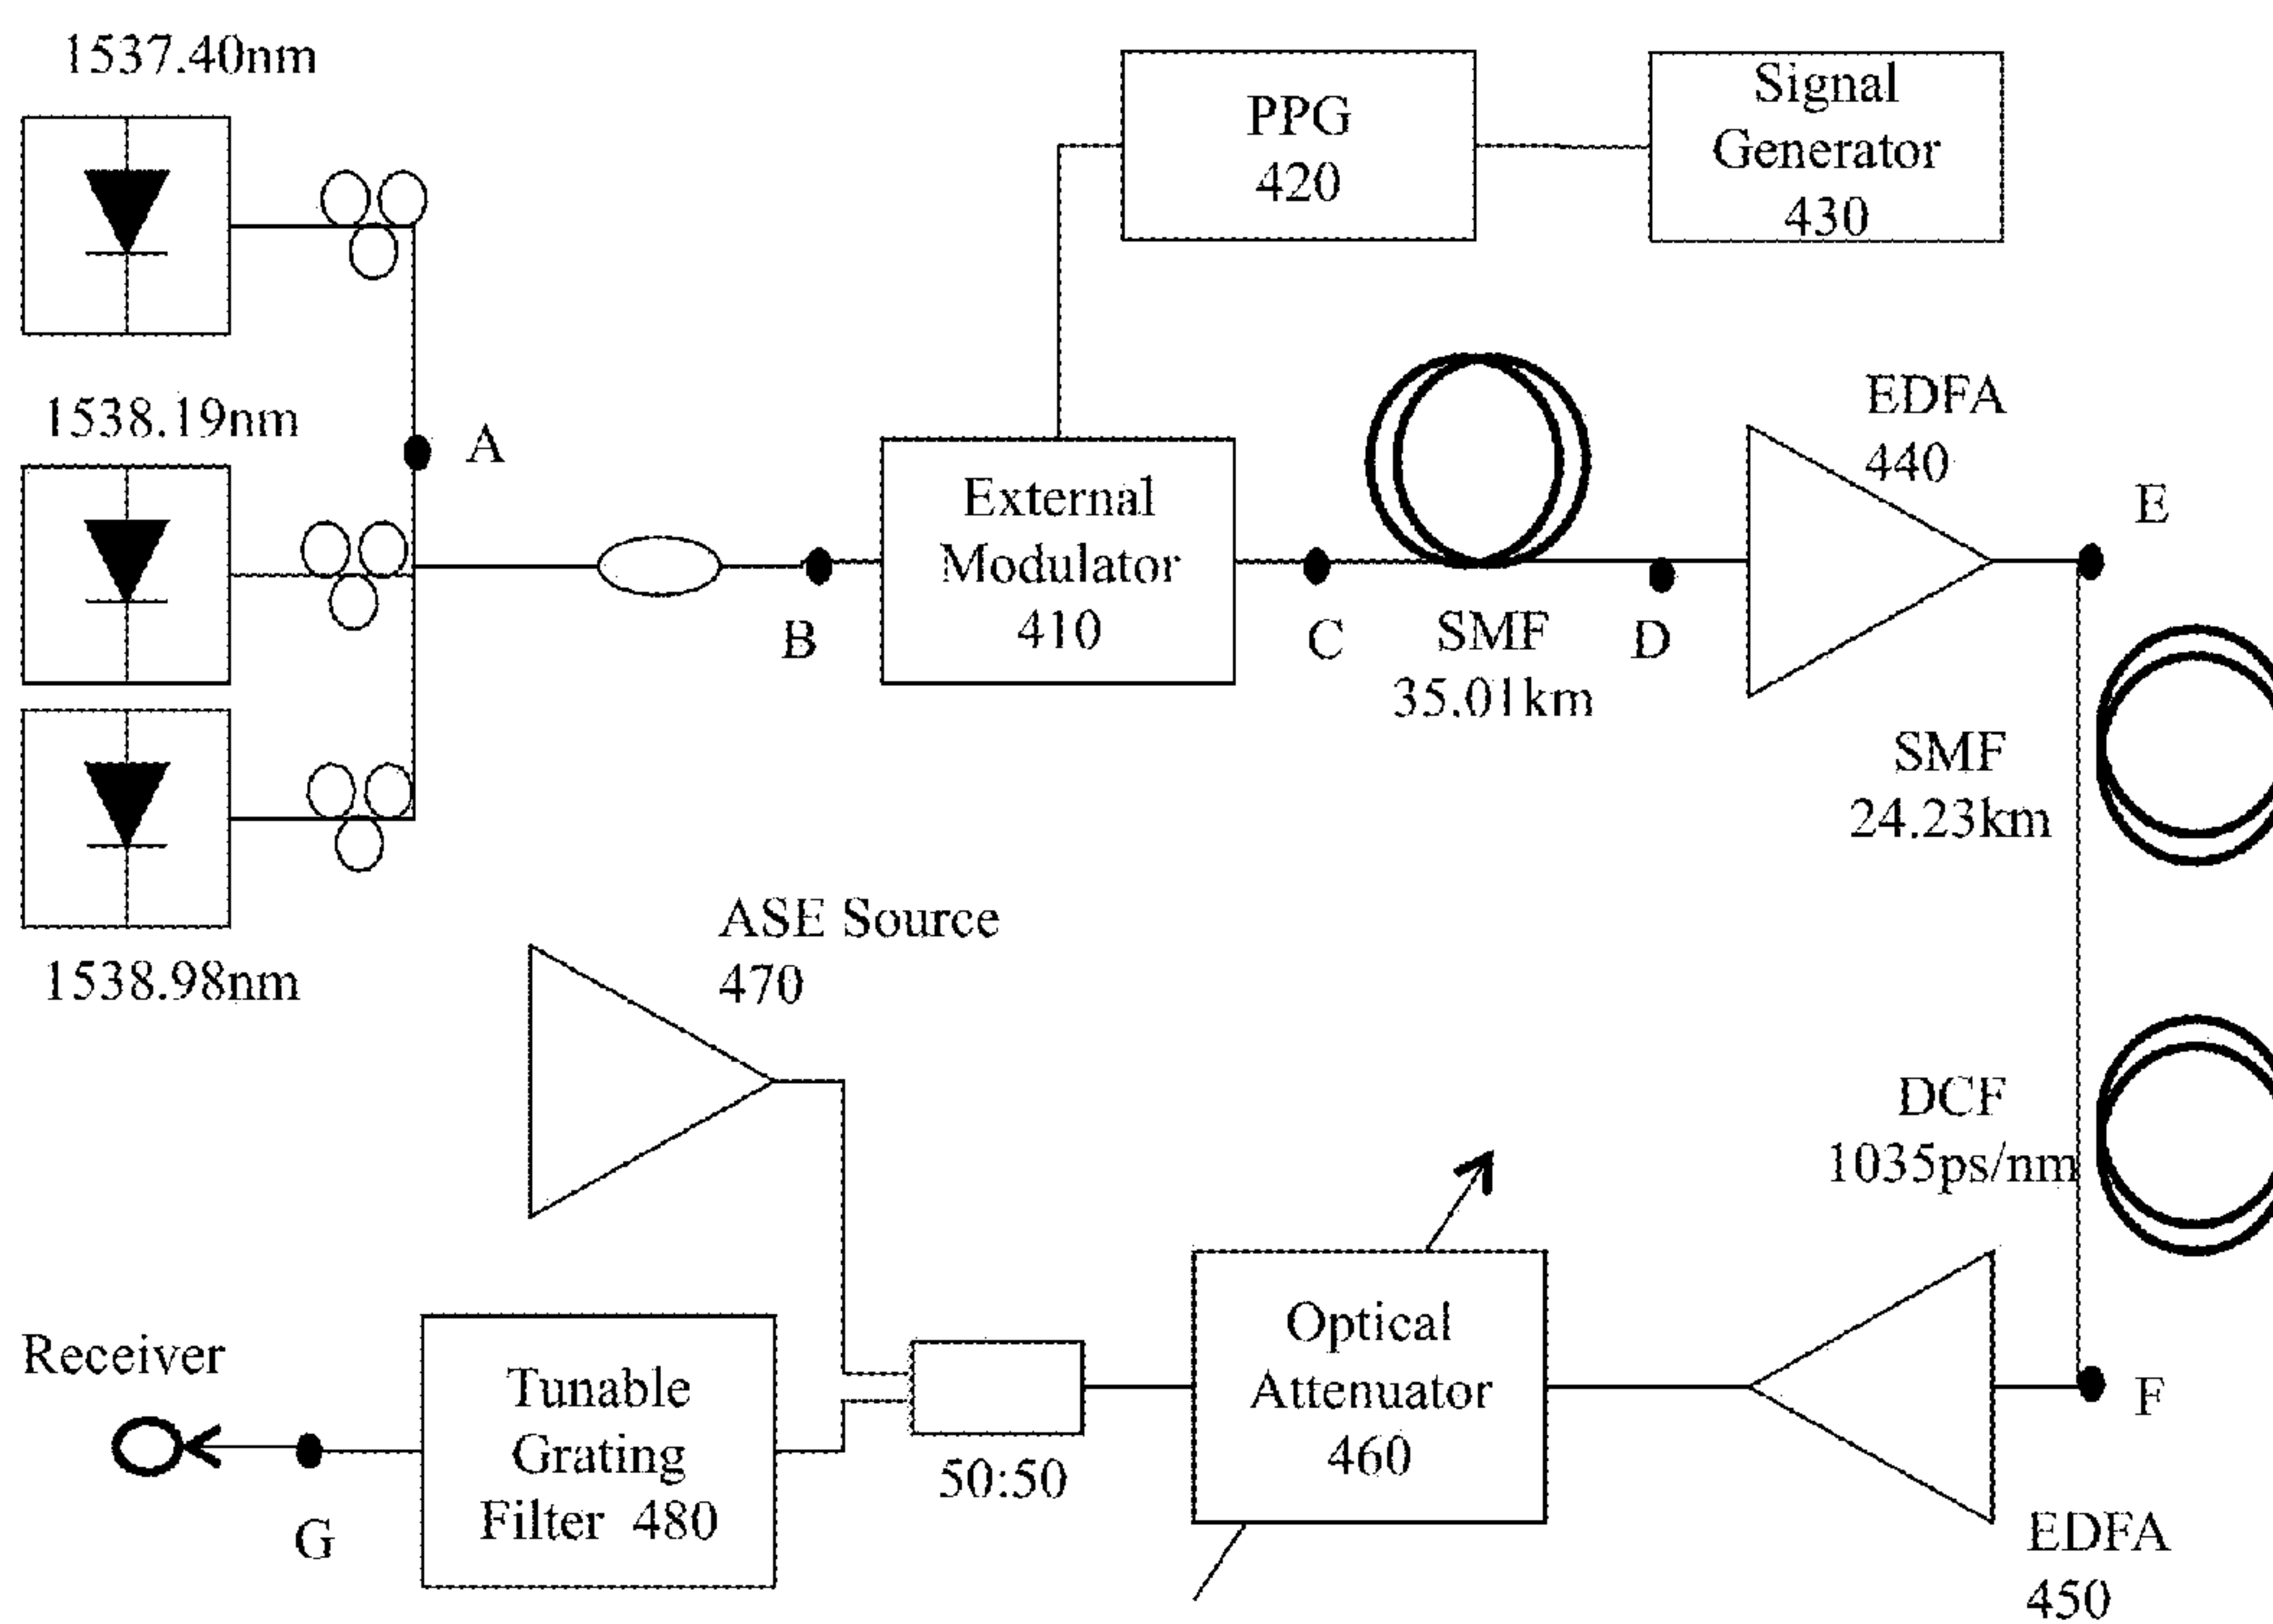 1537.40nm
PPG
420
Signal
Generator
430
1538.19nm
A
External
Modulator
410
B
C
SMF
35.01km
D
EDFA
440
E
SMF
24.23km
1538.98nm
ASE Source
470
DCF
1035ps/nm
Receiver
G
Tunable
Grating
Filter 480
50:50
Optical
Attenuator
460
F
EDFA
450